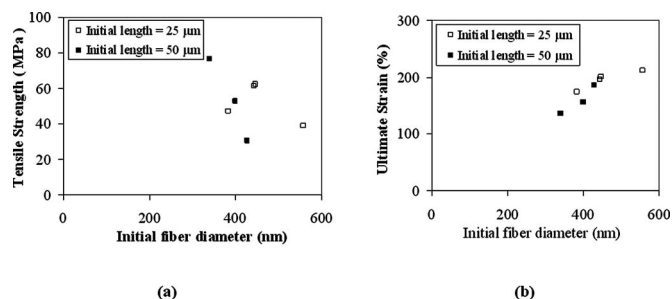 100
80
60
40
20
0
Tensile Strength ( MPa)
Initial length = 25 µm
Initial length = 50 µm
0
200
400
600
Initial fiber diameter (nm)
(a)
300
200
100
0
Ultimate Strain (%)
Initial length = 25 µm
Initial length = 50 µm
0
200
400
600
Initial fiber diameter (nm)
(b)